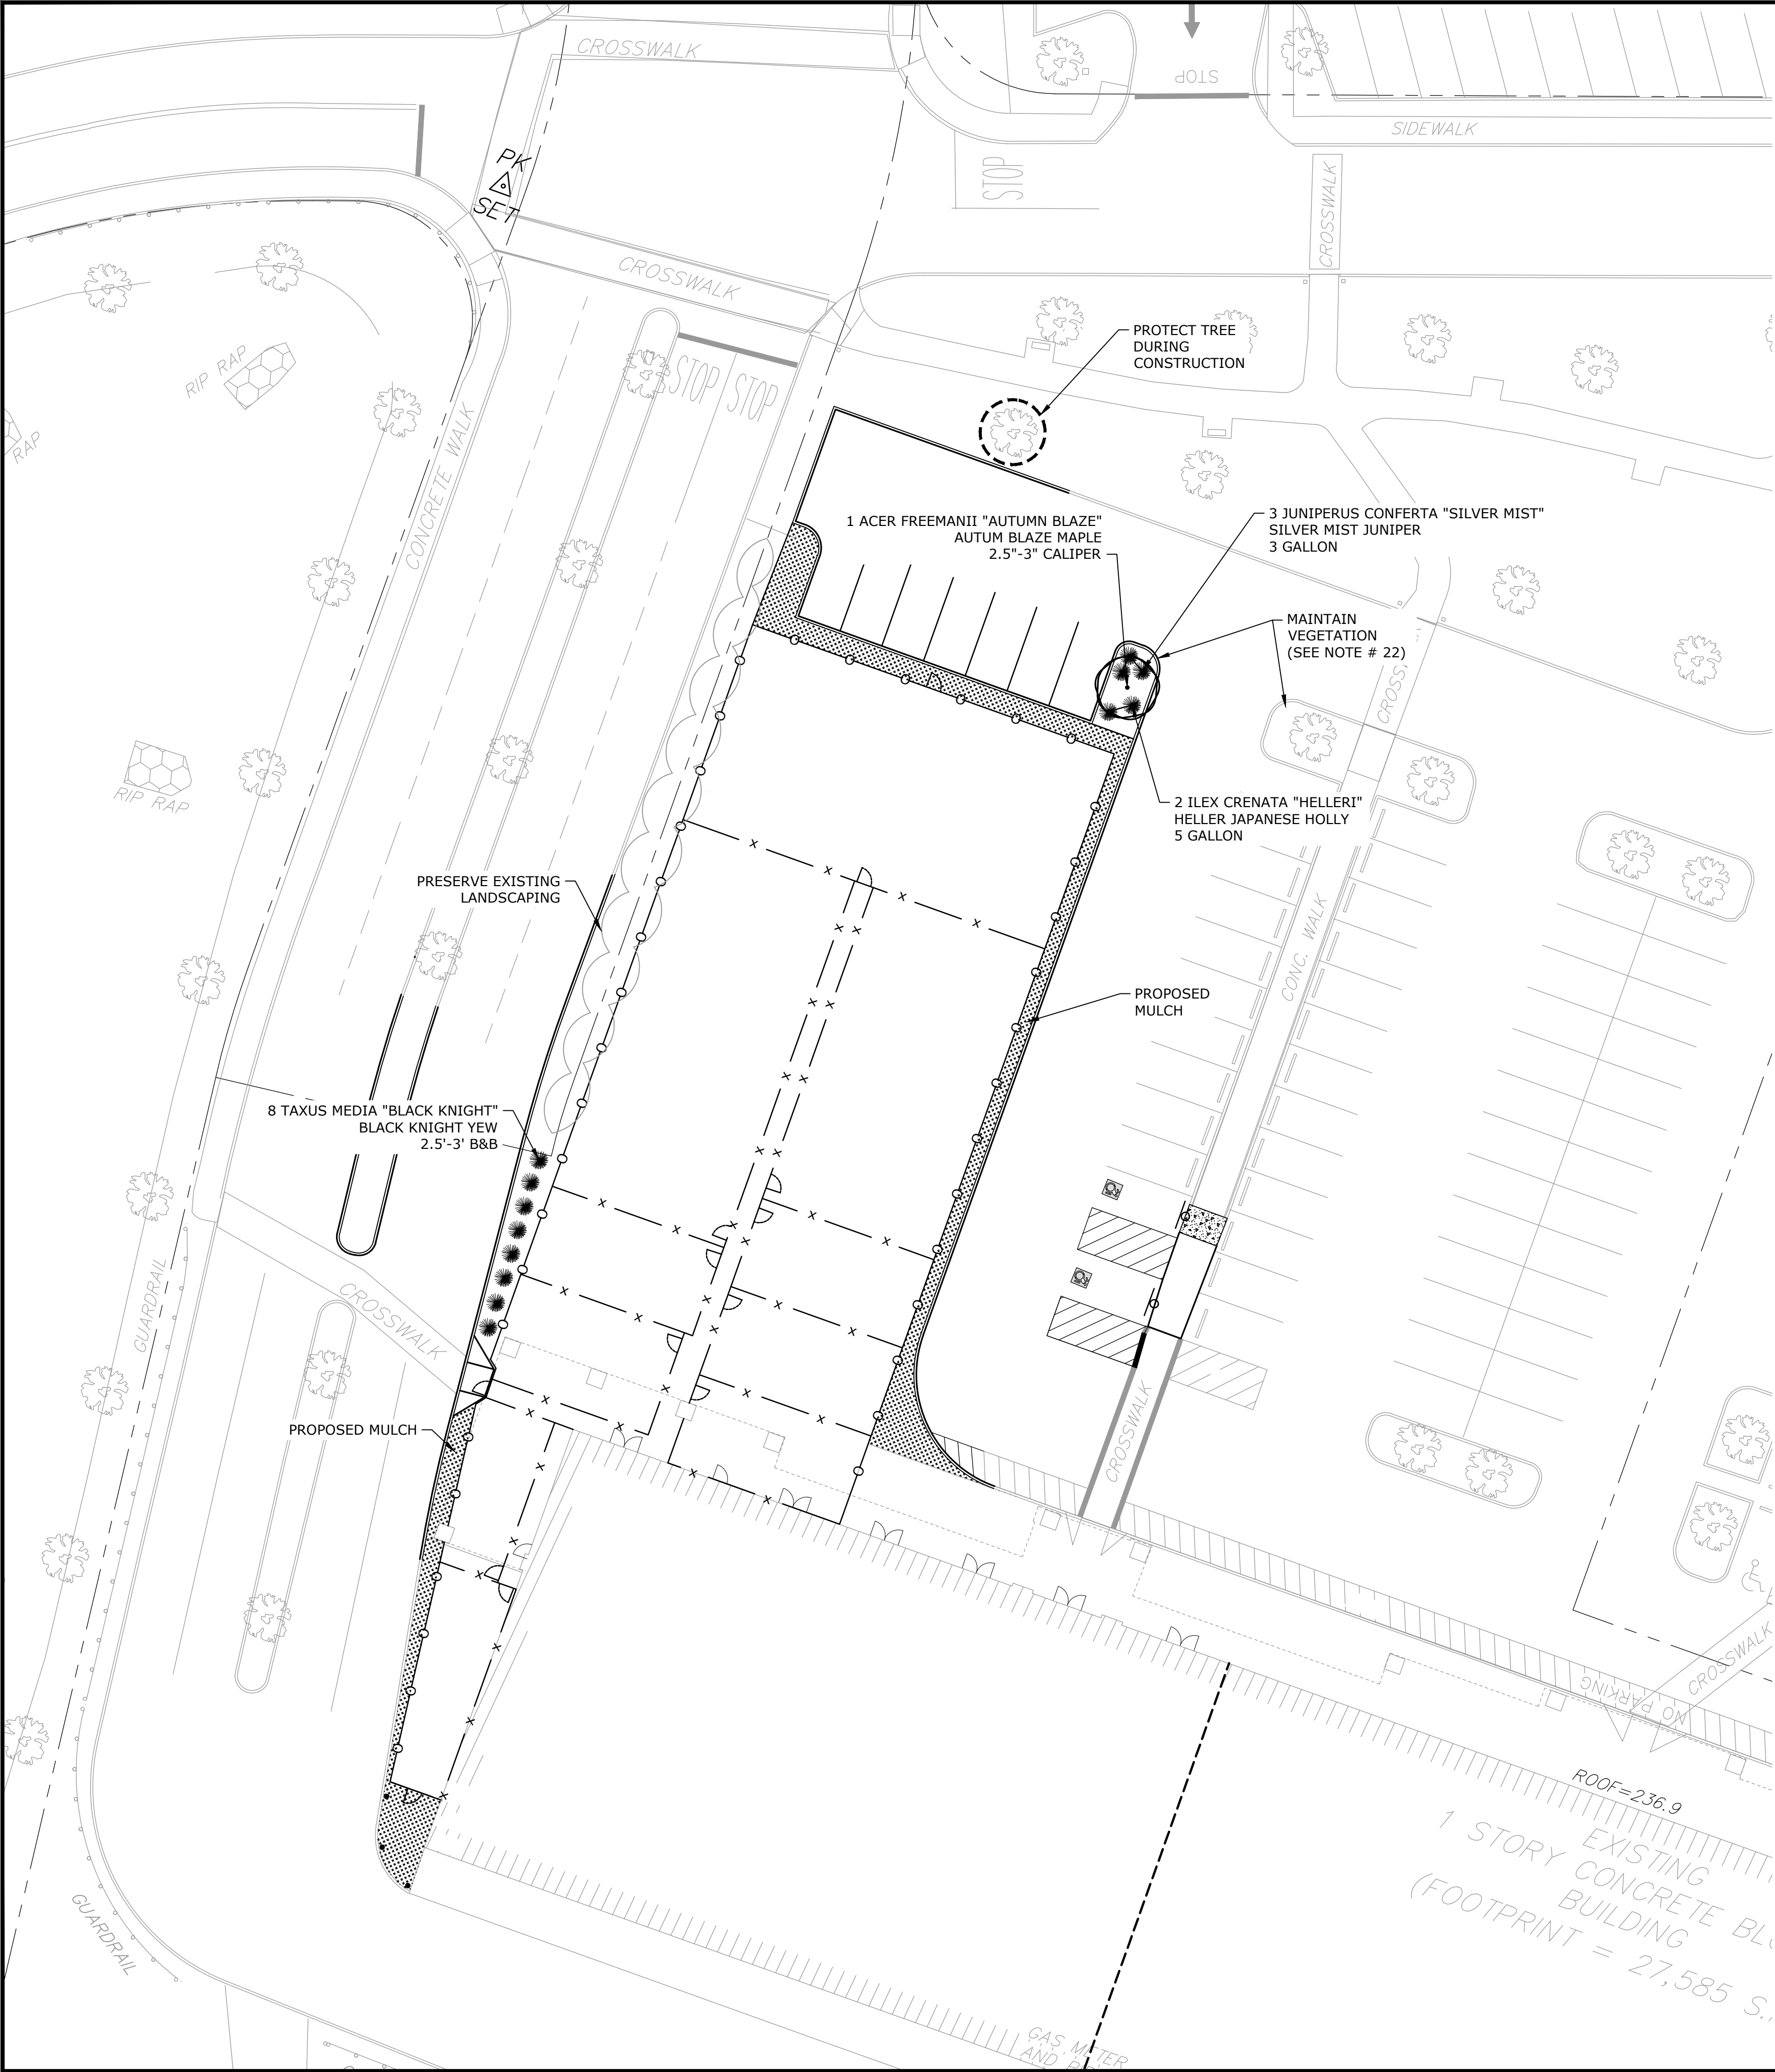 CROSSWALK
STOP
SIDEWALK
PK
SET
STOP
CROSSWALK
CROSSWALK
PROTECT TREE
DURING
CONSTRUCTION
RIP RAP
STOP STOP
RAP
CONCRETE WALK
1 ACER FREEMANII "AUTUMN BLAZE"
AUTUM BLAZE MAPLE
2.5"-3" CALIPER
3 JUNIPERUS CONFERTA "SILVER MIST"
SILVER MIST JUNIPER
3 GALLON
MAINTAIN
VEGETATION
(SEE NOTE # 22)
CROSS
RIP RAP
2 ILEX CRENATA "HELLERI"
HELLER JAPANESE HOLLY
5 GALLON
PRESERVE EXISTING
LANDSCAPING
CONC. WALK
PROPOSED
MULCH
8 TAXUS MEDIA "BLACK KNIGHT"
BLACK KNIGHT YEW
2.5'-3' B&B
GUARDRAIL
CROSSWALK
CROSSWALK
PROPOSED MULCH
CROSSWALK
NO PARKING
ROOF=236.9
EXISTING
1 STORY CONCRETE BL
BUILDING
(FOOTPRINT = 27,585 S.
GUARDRAIL
GAS METER
AND